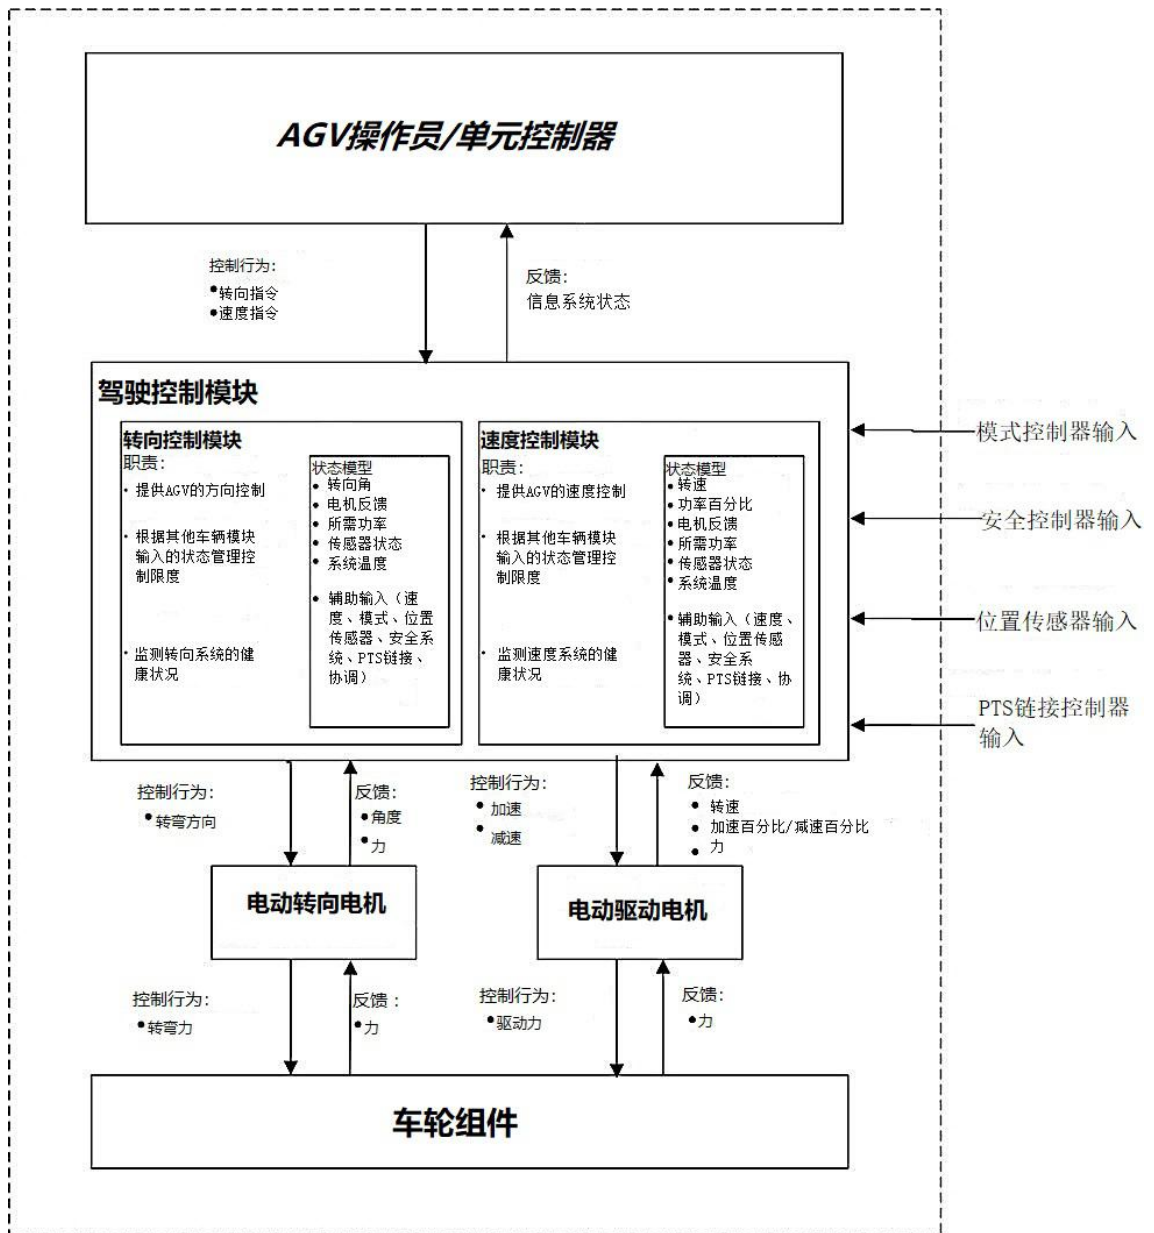 AGV操作员/单元控制器
控制行为:
●转向指令
●速度指令
反馈:
信息系统状态
驾驶控制模块
转向控制模块
职责:
· 提供AGV的方向控制
· 根据其他车辆模块
输入的状态管理控
制限度
· 监测转向系统的健
康状况
状态模型
● 转向角
● 电机反馈
● 所需功率
● 传感器状态
● 系统温度
● 辅助输入（速
度、模式、位置
传感器、安全系
统、PTS链接、
协调）
速度控制模块
职责:
· 提供AGV的速度控制
· 根据其他车辆模块
输入的状态管理控
制限度
· 监测速度系统的健
康状况
状态模型
● 转速
● 功率百分比
● 电机反馈
● 所需功率
● 传感器状态
● 系统温度
● 辅助输入（速度、
模式、位置传感
器、安全系
统、PTS链接、协
调）
模式控制器输入
安全控制器输入
位置传感器输入
PTS链接控制器
输入
控制行为:
● 转弯方向
反馈:
● 角度
● 力
控制行为:
● 加速
● 减速
反馈:
● 转速
● 加速百分比/减速百分比
● 力
电动转向电机
电动驱动电机
控制行为:
● 转弯力
反馈:
● 力
控制行为:
● 驱动力
反馈:
● 力
车轮组件